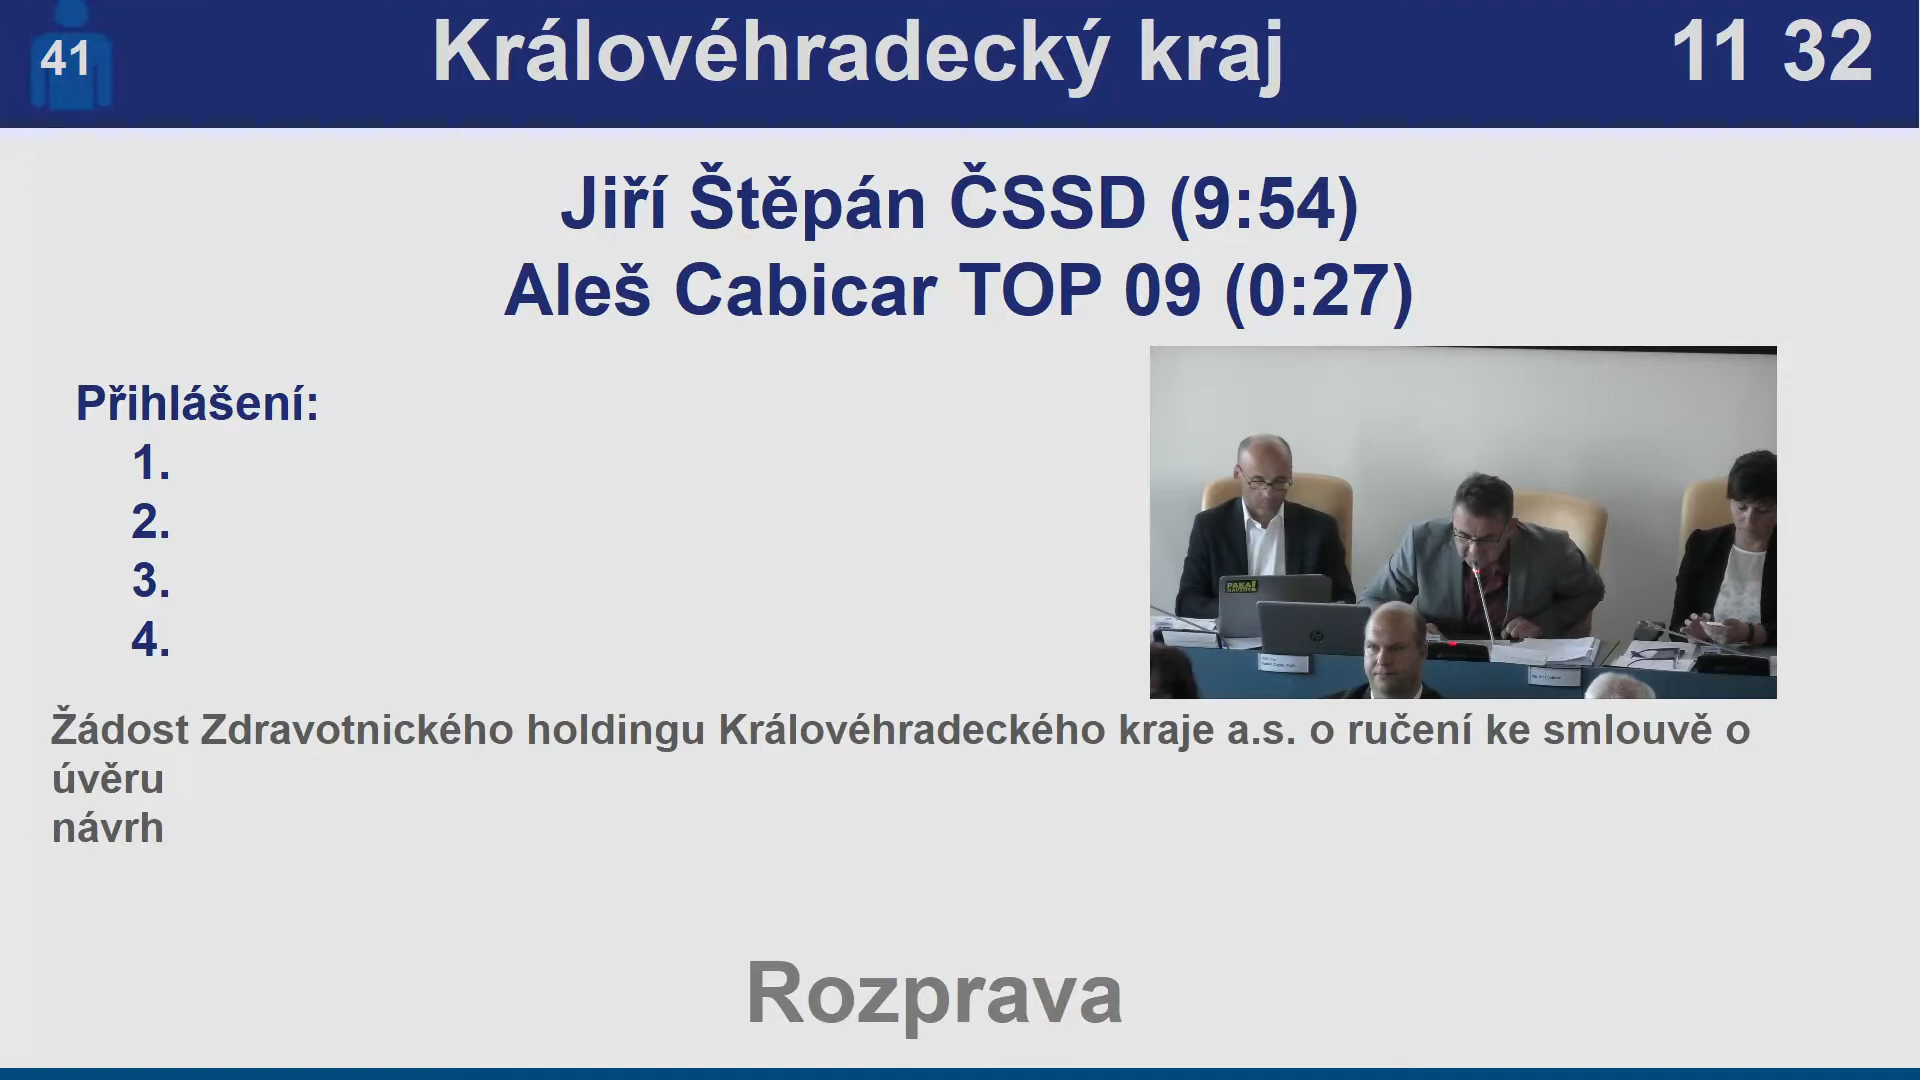 41
Královéhradecký kraj
11 32
Jiří Štěpán ČSSD (9:54)
Aleš Cabicar TOP 09 (0:27)
Přihlášení:
1.
2.
3.
4.
Žádost Zdravotnického holdingu Královéhradeckého kraje a.s. o ručení ke smlouvě o
úvěru
návrh
Rozprava